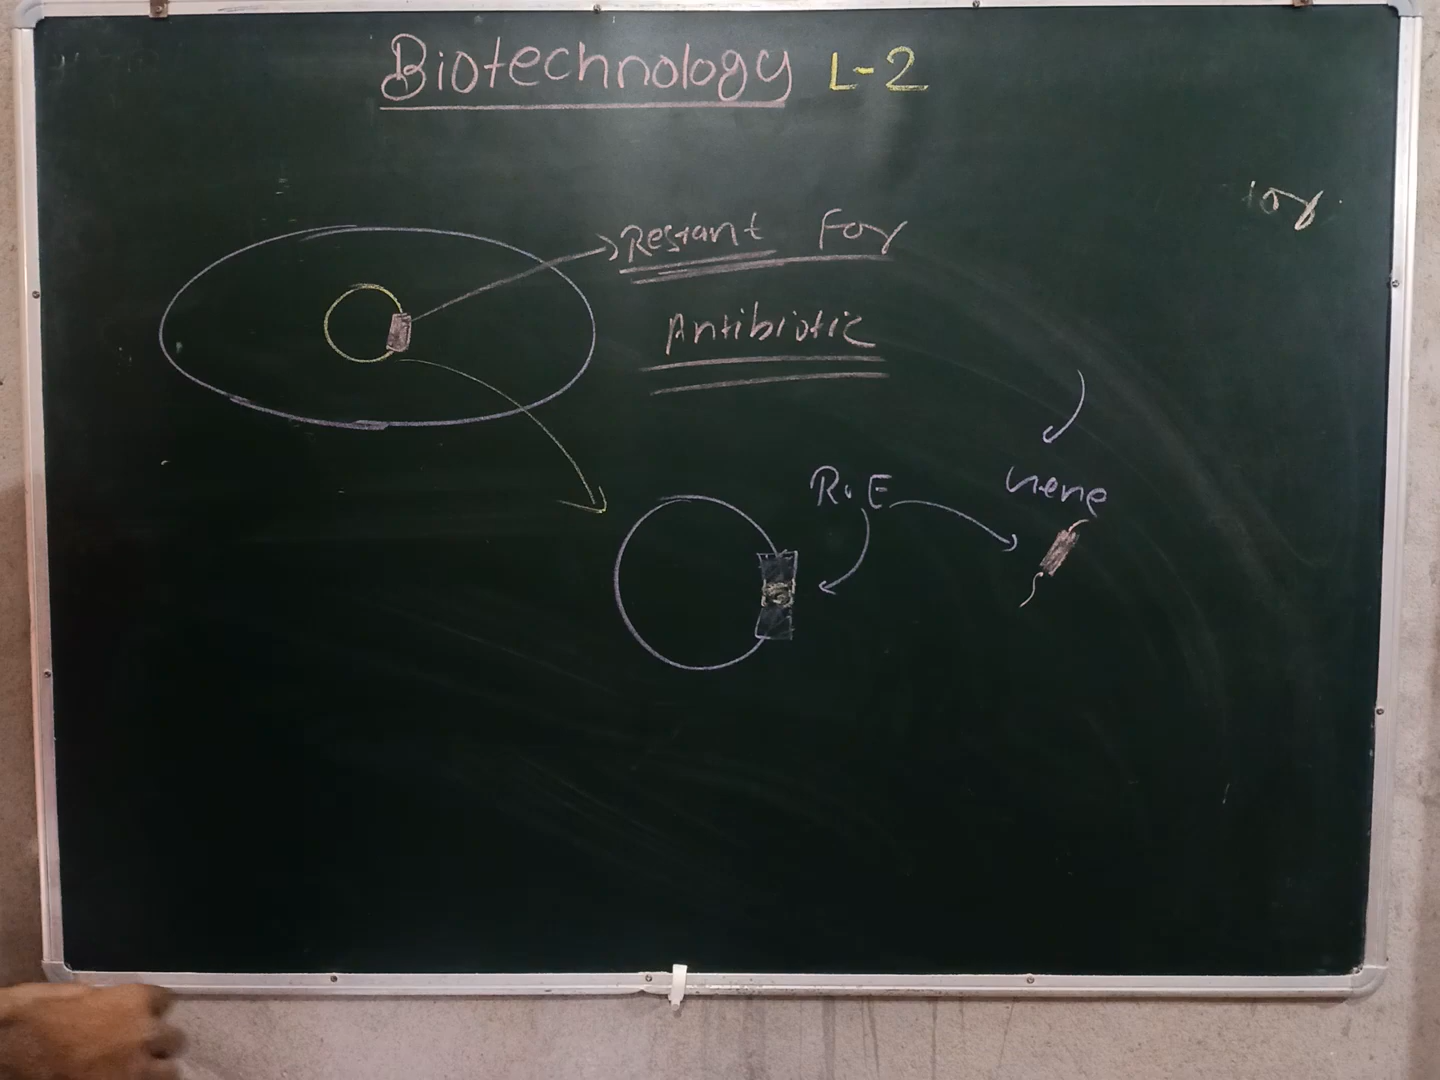 Biotechnology L-2
Restant For
Antibiotic
R.E
Gene